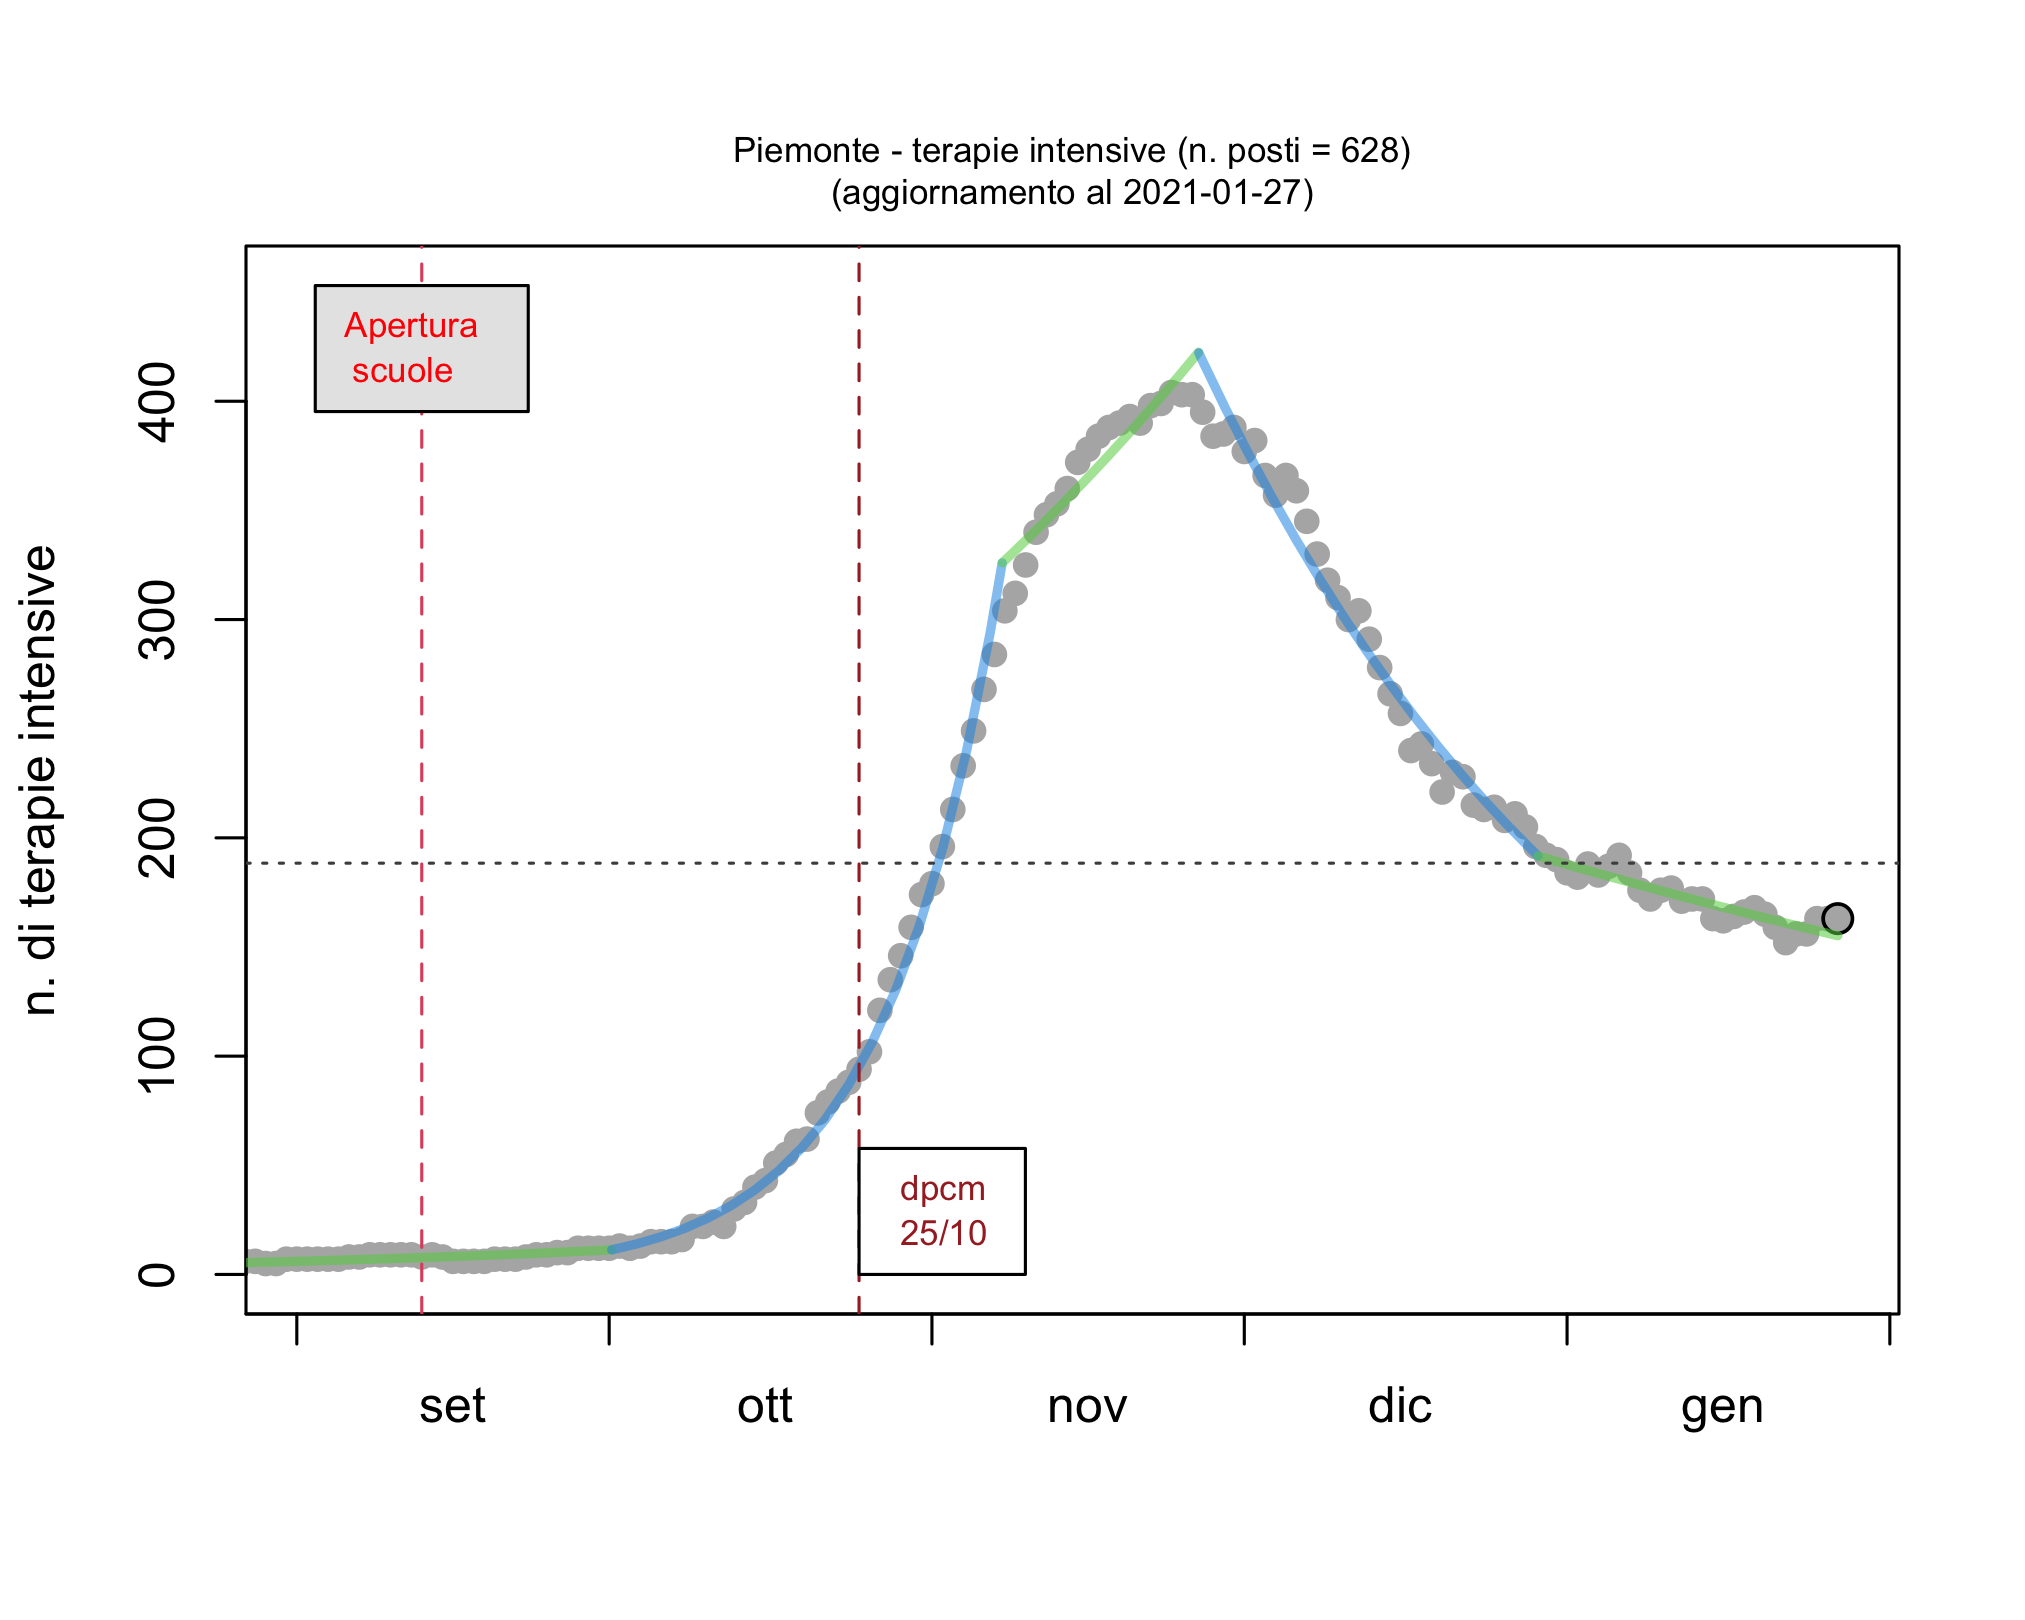 Piemonte - terapie intensive (n. posti = 628)
(aggiornamento al 2021-01-27)
n. di terapie intensive
400
300
200
100
0
Apertura
scuole
dpcm
25/10
set
ott
nov
dic
gen